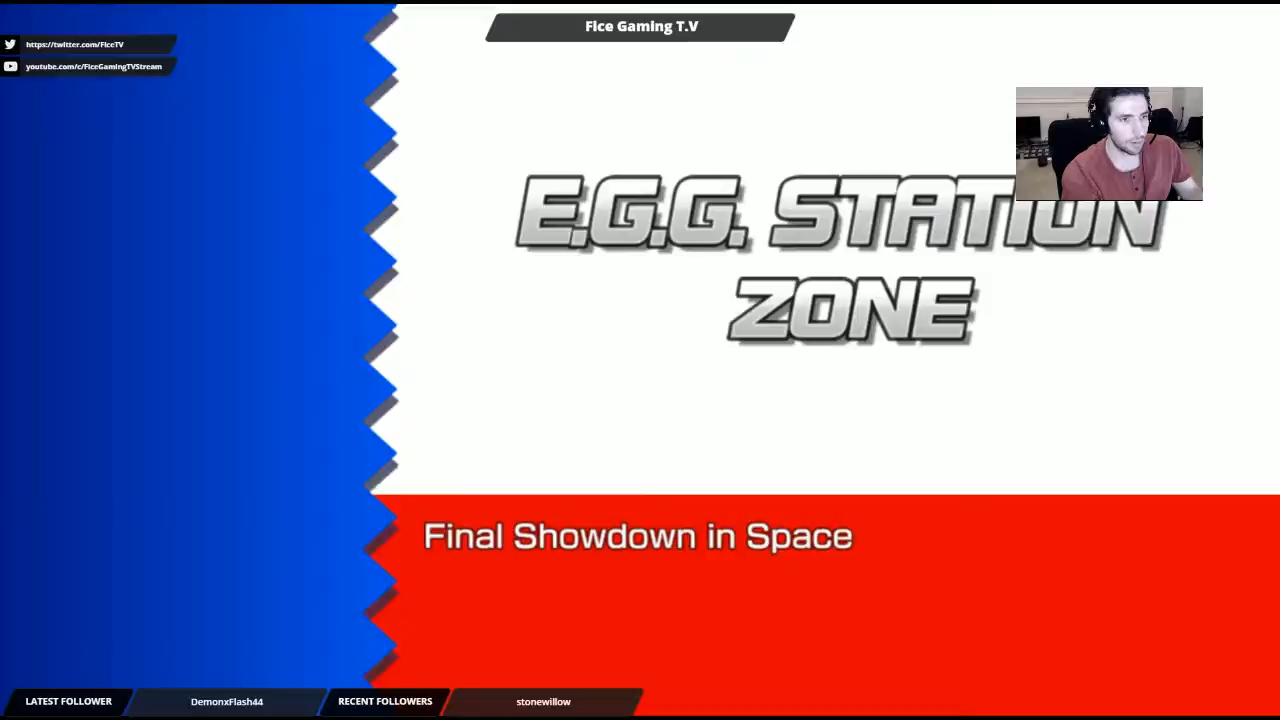 Fice Gaming T.V
https://twitter.com/FiceTV
youtube.com/c/FiceGamingTVStream
E.G.G. STATION
ZONE
Final Showdown in Space
LATEST FOLLOWER
DemonxFlash44
RECENT FOLLOWERS
stonewillow